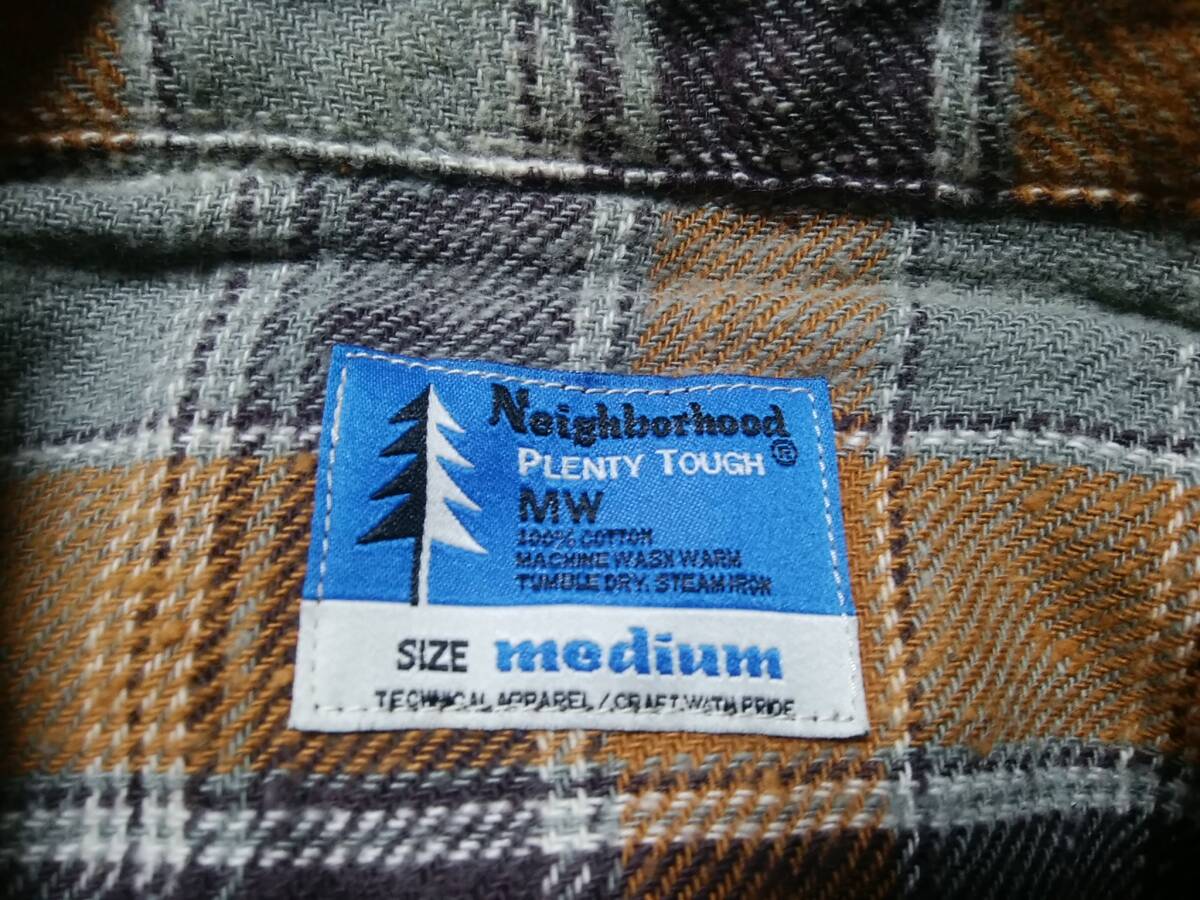 Neighborhood
PLENTY TOUGH ®
MW
100% COTTON
MACHINE WASH WARM
TUMBLE DRY. STEAM IRON
SIZE medium
TECHNICAL APPAREL / CRAFT WITH PRIDE